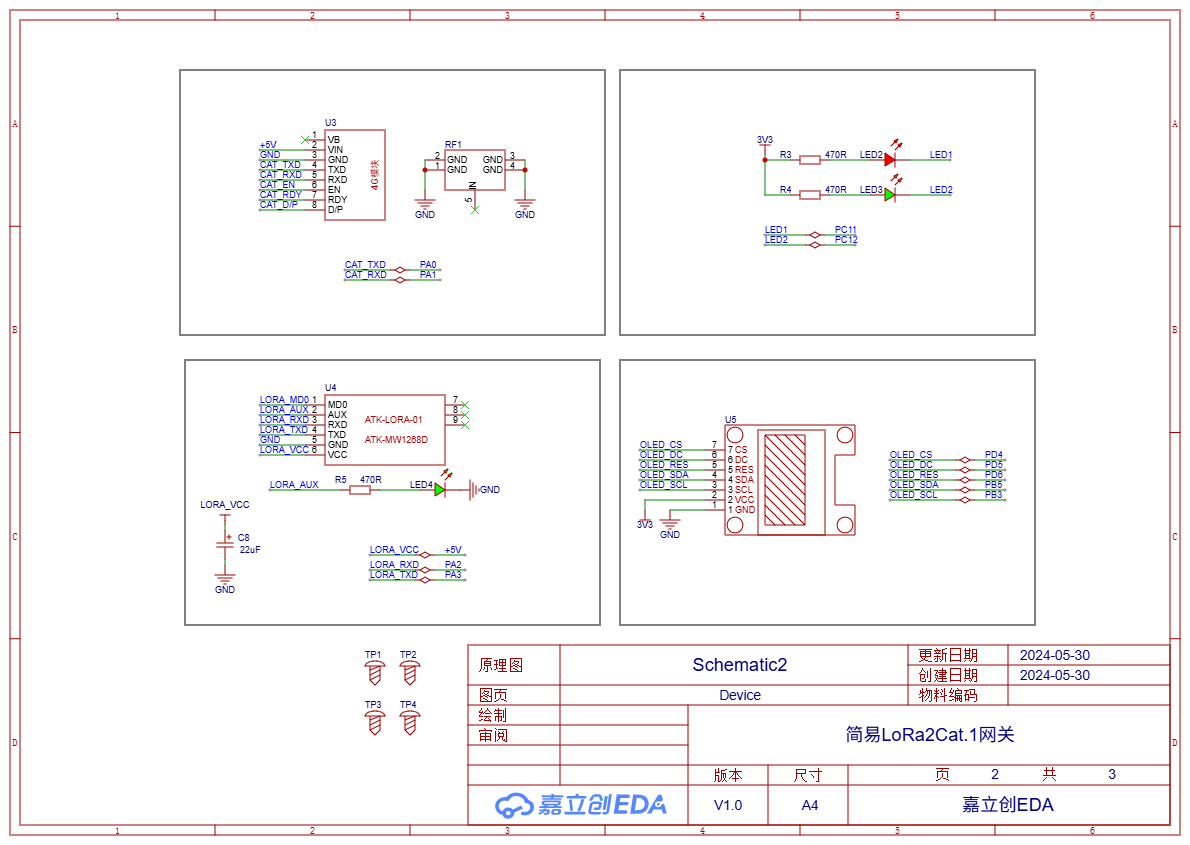 1 2 3 4 5 6
A A
B B
C C
D D
U3
1 VB
+5V 2 VIN
GND 3 GND
CAT_TXD 4 TXD
CAT_RXD 5 RXD
CAT_EN 6 EN
CAT_RDY 7 RDY
CAT_D/P 8 D/P
4G模块
RF1
2 GND GND 3
1 GND GND 4
IN
5
GND GND
CAT_TXD PA0
CAT_RXD PA1
3V3
R3 470R LED2 LED1
R4 470R LED3 LED2
LED1 PC11
LED2 PC12
U4
LORA_MD0 1 MD0 7
LORA_AUX 2 AUX 8
LORA_RXD 3 RXD 9
LORA_TXD 4 TXD
GND 5 GND
LORA_VCC 6 VCC
ATK-LORA-01
ATK-MW1268D
LORA_AUX R5 470R LED4 GND
LORA_VCC
+
C8
22uF
GND
LORA_VCC +5V
LORA_RXD PA2
LORA_TXD PA3
U5
OLED_CS 7 7 CS
OLED_DC 6 6 DC
OLED_RES 5 5 RES
OLED_SDA 4 4 SDA
OLED_SCL 3 3 SCL
2 2 VCC
1 1 GND
3V3
GND
OLED_CS PD4
OLED_DC PD5
OLED_RES PD6
OLED_SDA PB5
OLED_SCL PB3
TP1 TP2
TP3 TP4
原理图 Schematic2 更新日期 2024-05-30
创建日期 2024-05-30
图页 Device 物料编码
绘制
审阅
简易LoRa2Cat.1网关
版本 尺寸 页 2 共 3
嘉立创EDA V1.0 A4 嘉立创EDA
1 2 3 4 5 6